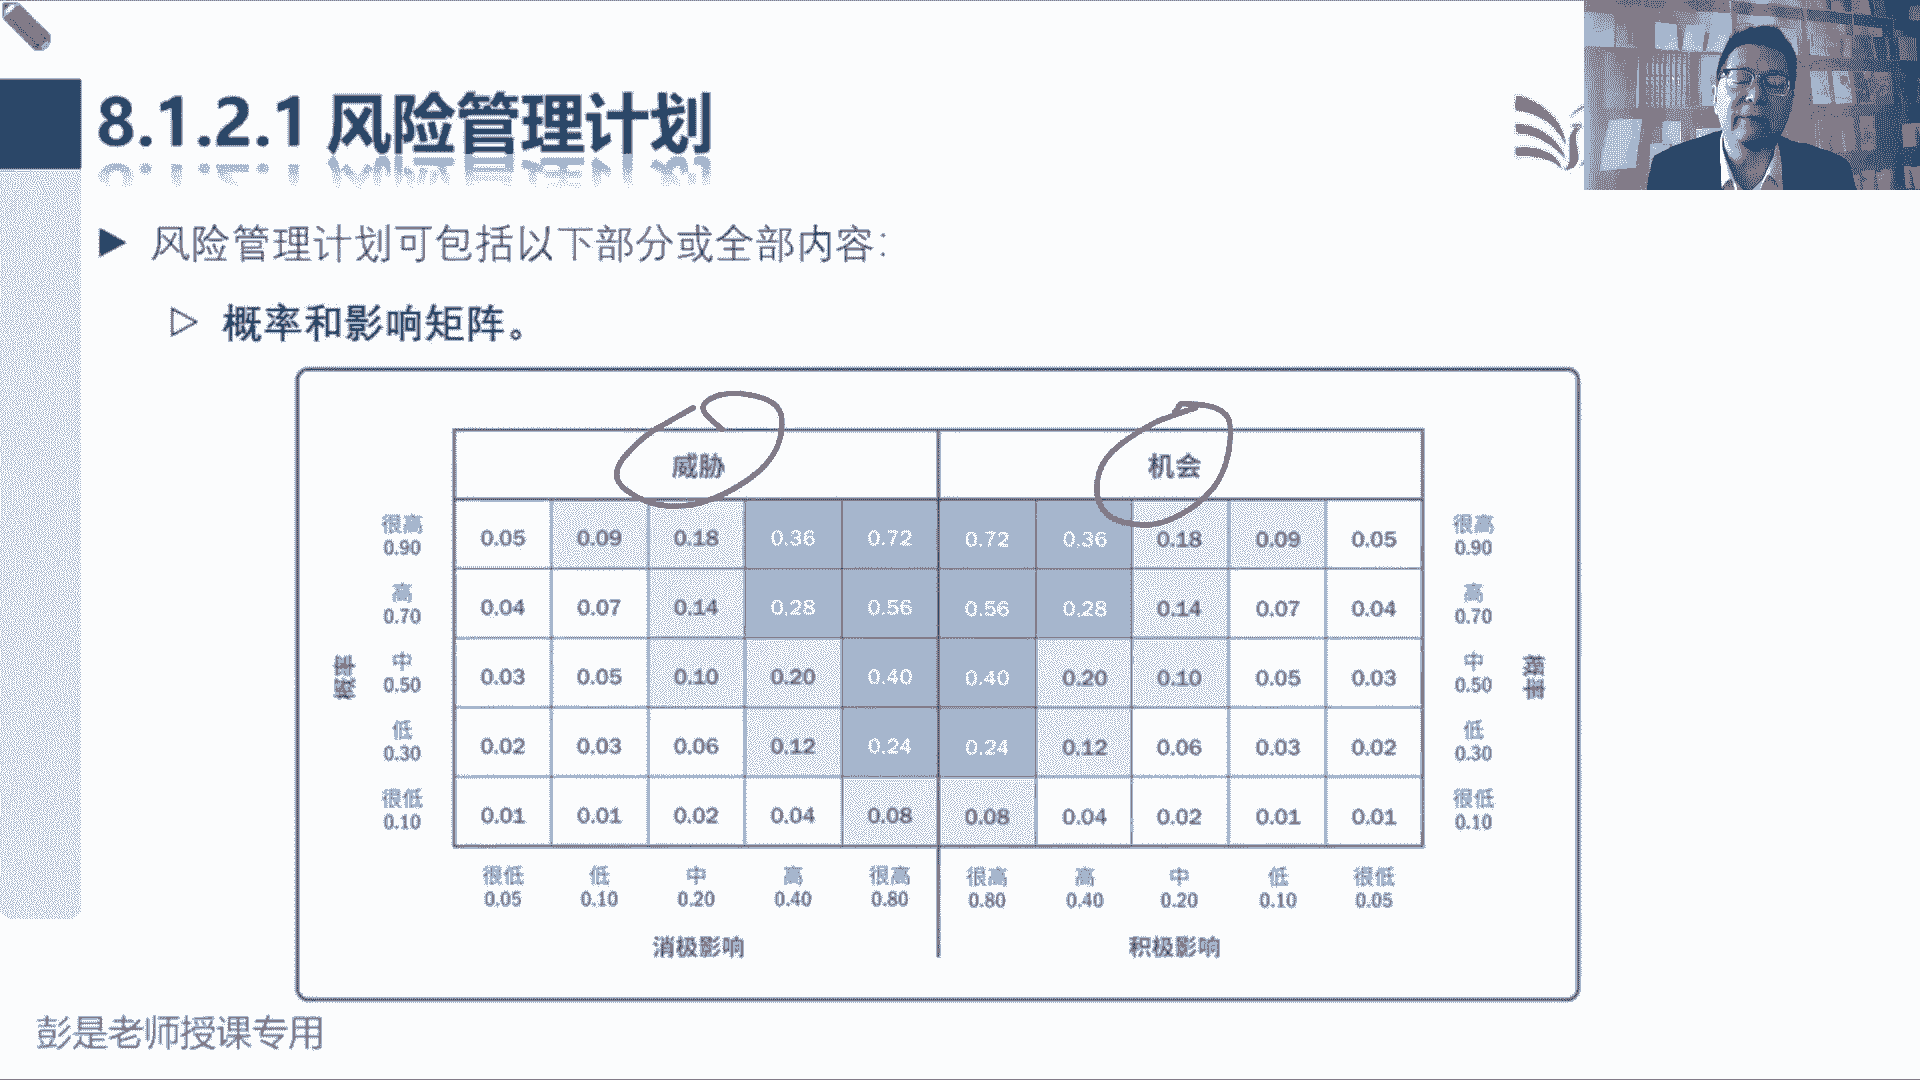 8.1.2.1 风险管理计划
风险管理计划可包括以下部分或全部内容：
概率和影响矩阵。
威胁 机会
很高 0.90 0.05 0.09 0.18 0.36 0.72 0.72 0.36 0.18 0.09 0.05 很高 0.90
高 0.70 0.04 0.07 0.14 0.28 0.56 0.56 0.28 0.14 0.07 0.04 高 0.70
概率 中 0.50 0.03 0.05 0.10 0.20 0.40 0.40 0.20 0.10 0.05 0.03 中 0.50 概率
低 0.30 0.02 0.03 0.06 0.12 0.24 0.24 0.12 0.06 0.03 0.02 低 0.30
很低 0.10 0.01 0.01 0.02 0.04 0.08 0.08 0.04 0.02 0.01 0.01 很低 0.10
很低 低 中 高 很高 很高 高 中 低 很低
0.05 0.10 0.20 0.40 0.80 0.80 0.40 0.20 0.10 0.05
消极影响 积极影响
彭是老师授课专用